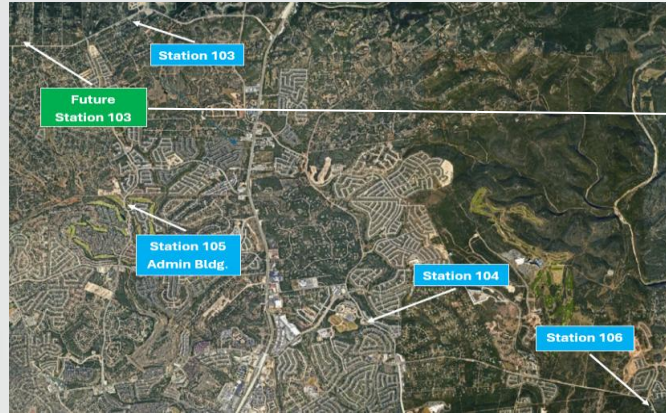 Station 103
Future
Station 103
Station 105
Admin Bldg.
Station 104
Station 106